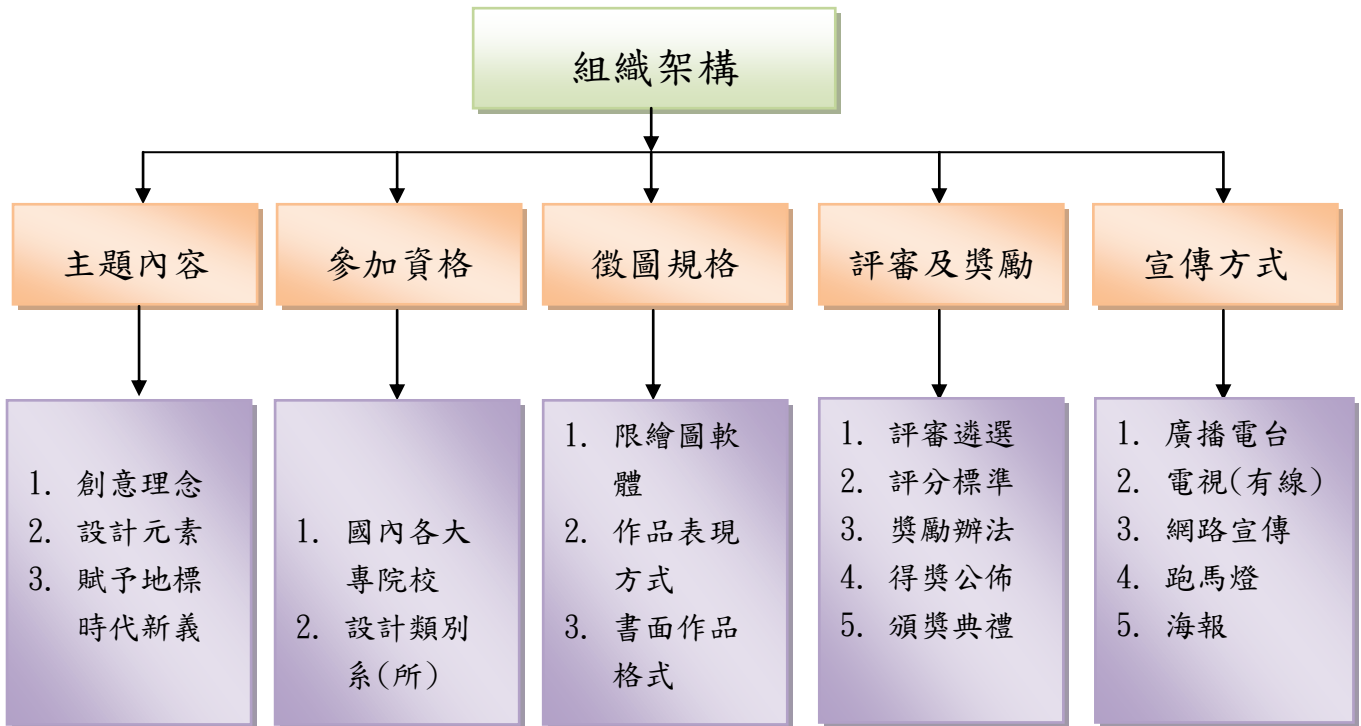 組織架構
主題內容
參加資格
徵圖規格
評審及獎勵
宣傳方式
1. 創意理念
2. 設計元素
3. 賦予地標
時代新義
1. 國內各大
專院校
2. 設計類別
系(所)
1. 限繪圖軟
體
2. 作品表現
方式
3. 書面作品
格式
1. 評審遴選
2. 評分標準
3. 獎勵辦法
4. 得獎公佈
5. 頒獎典禮
1. 廣播電台
2. 電視(有線)
3. 網路宣傳
4. 跑馬燈
5. 海報